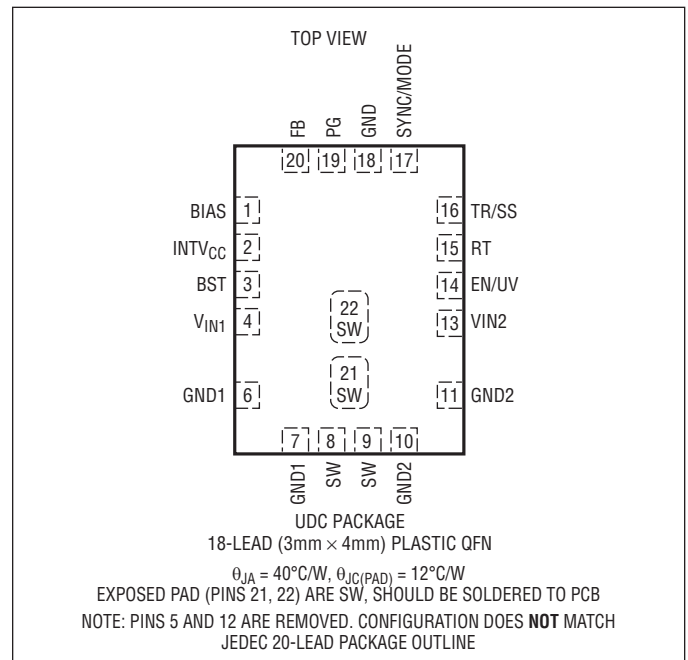 TOP VIEW
FB
PG
GND
SYNC/MODE
20 19 18 17
BIAS 1
16 TR/SS
INTVCC 2
15 RT
BST 3
14 EN/UV
VIN1 4
22
SW
13 VIN2
21
SW
GND1 6
11 GND2
7 8 9 10
GND1
SW
SW
GND2
UDC PACKAGE
18-LEAD (3mm × 4mm) PLASTIC QFN
θJA = 40°C/W, θJC(PAD) = 12°C/W
EXPOSED PAD (PINS 21, 22) ARE SW, SHOULD BE SOLDERED TO PCB
NOTE: PINS 5 AND 12 ARE REMOVED. CONFIGURATION DOES NOT MATCH
JEDEC 20-LEAD PACKAGE OUTLINE